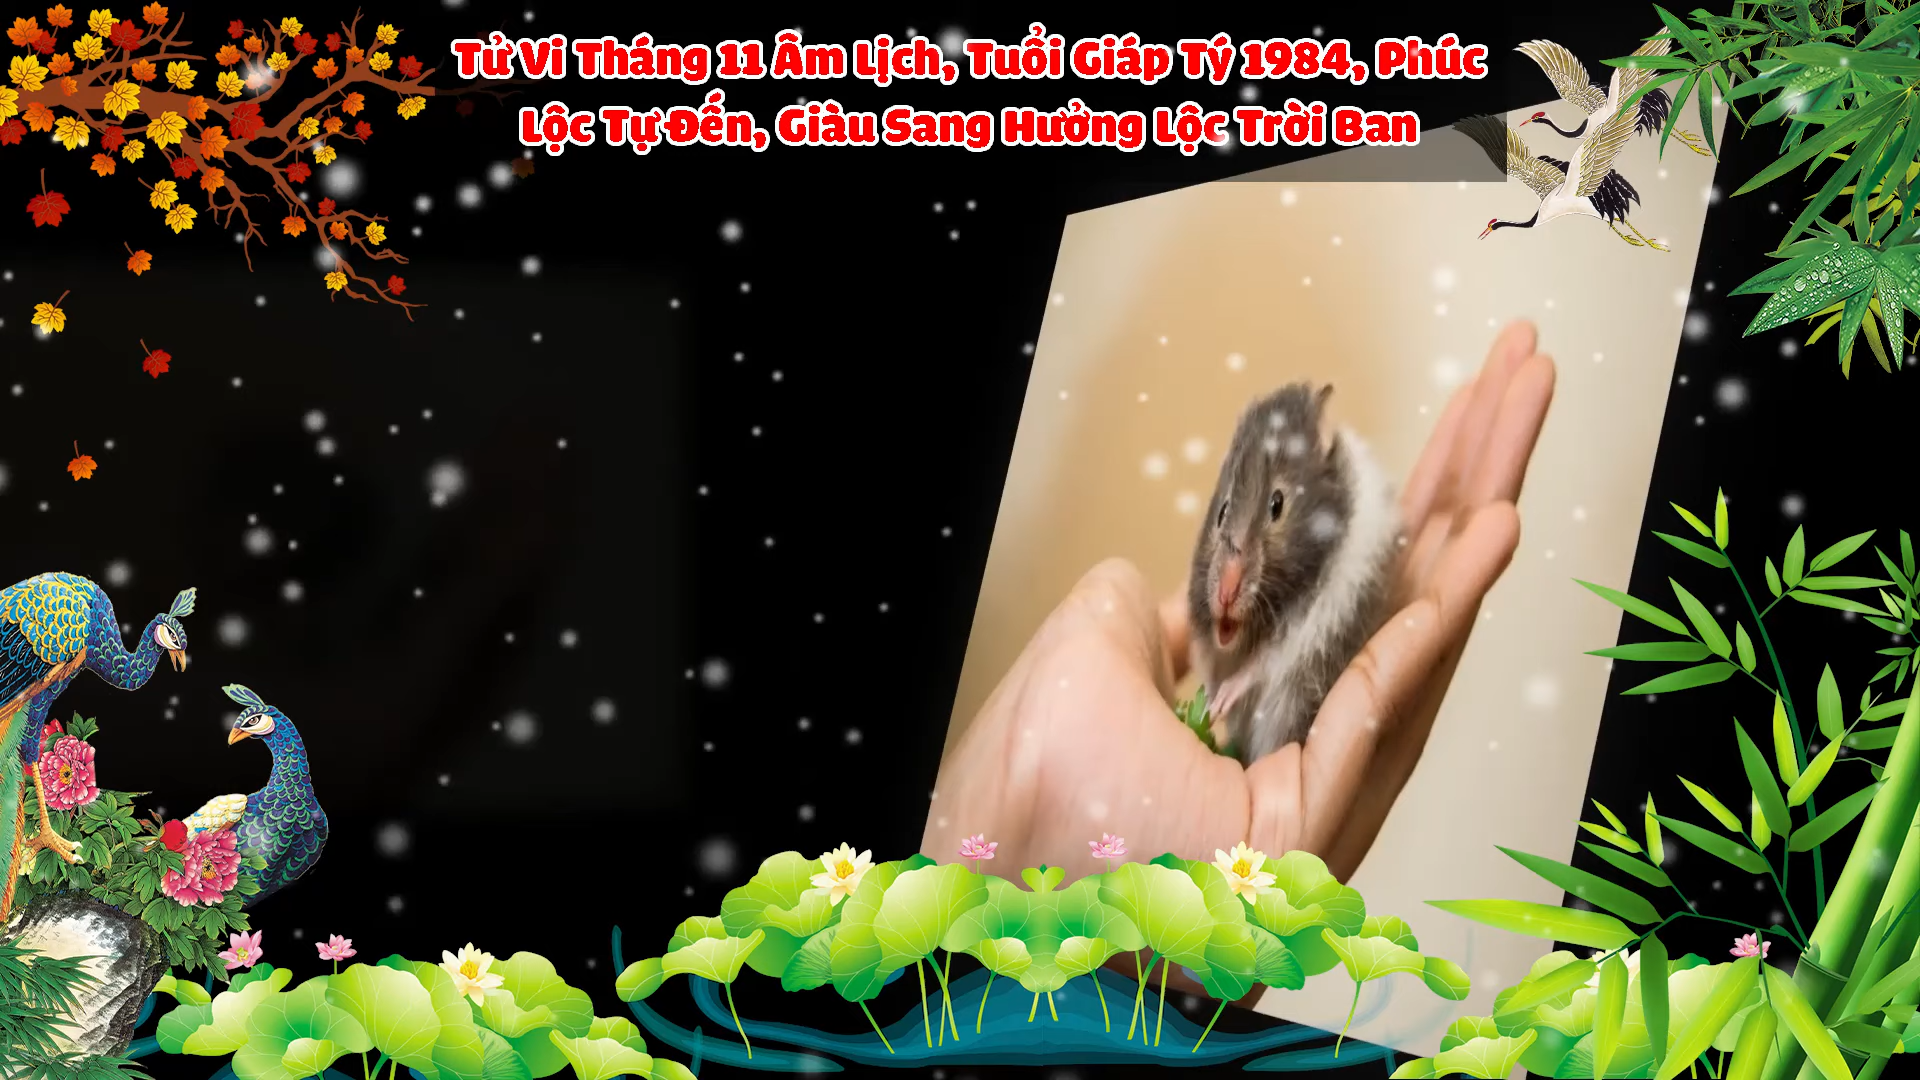 Tử Vi Tháng 11 Âm Lịch, Tuổi Giáp Tý 1984, Phúc
Lộc Tự Đến, Giàu Sang Hưởng Lộc Trời Ban